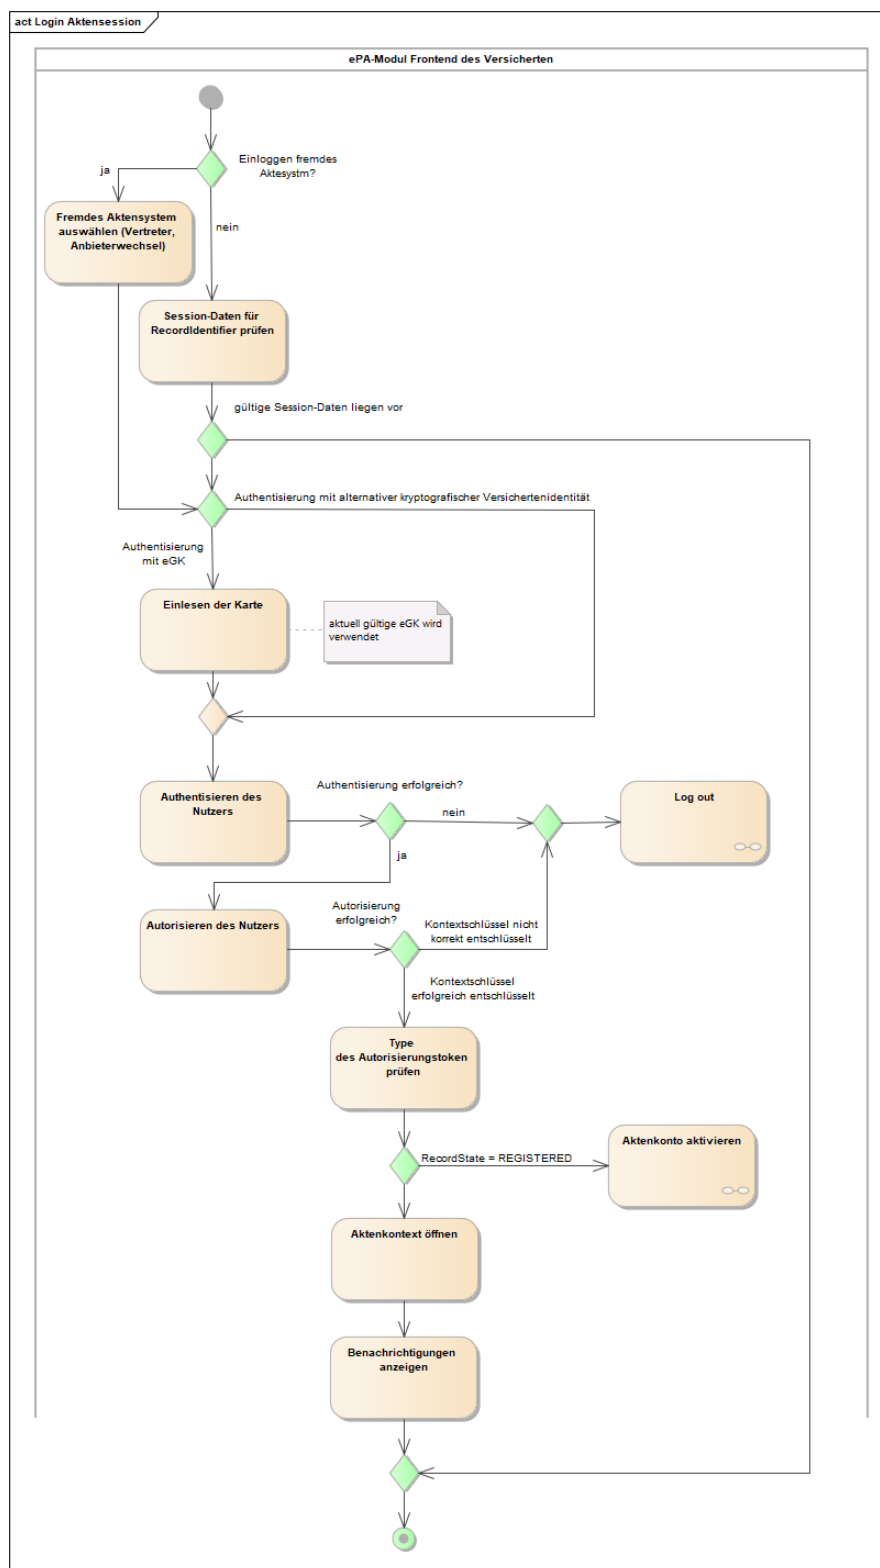 act Login Aktensession
ePA-Modul Frontend des Versicherten
Einloggen fremdes
Aktesystm?
ja
Fremdes Aktensystem
auswählen (Vertreter,
Anbieterwechsel)
nein
Session-Daten für
RecordIdentifier prüfen
gültige Session-Daten liegen vor
Authentisierung mit alternativer kryptografischer Versichertenidentität
Authentisierung
mit eGK
Einlesen der Karte
aktuell gültige eGK wird
verwendet
Authentisierung erfolgreich?
Authentisieren des
Nutzers
nein
Log out
ja
Autorisierung
erfolgreich?
Autorisieren des Nutzers
Kontextschlüssel nicht
korrekt entschlüsselt
Kontextschlüssel
erfolgreich entschlüsselt
Type
des Autorisierungstoken
prüfen
RecordState = REGISTERED
Aktenkonto aktivieren
Aktenkontext öffnen
Benachrichtigungen
anzeigen